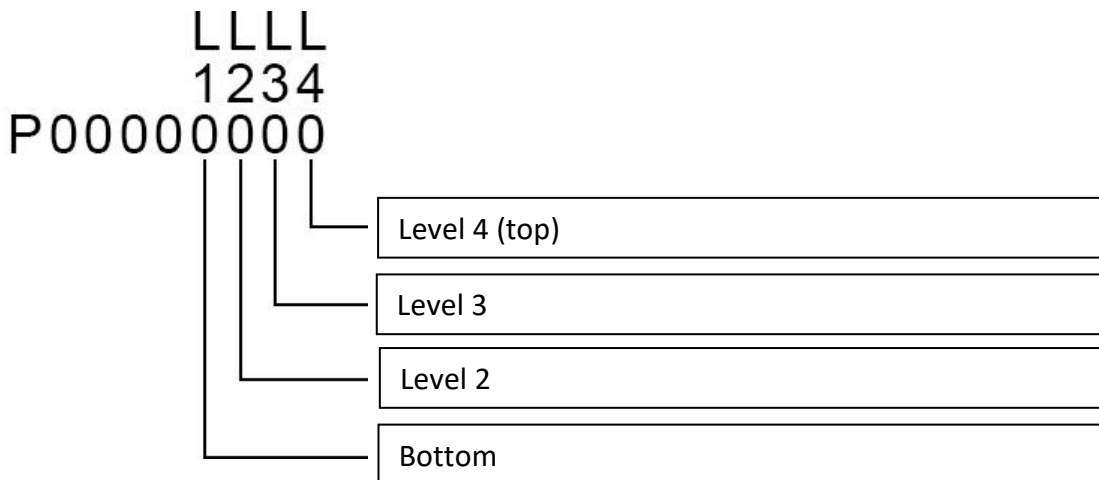 LLLL
1234
P00000000
Level 4 (top)
Level 3
Level 2
Bottom